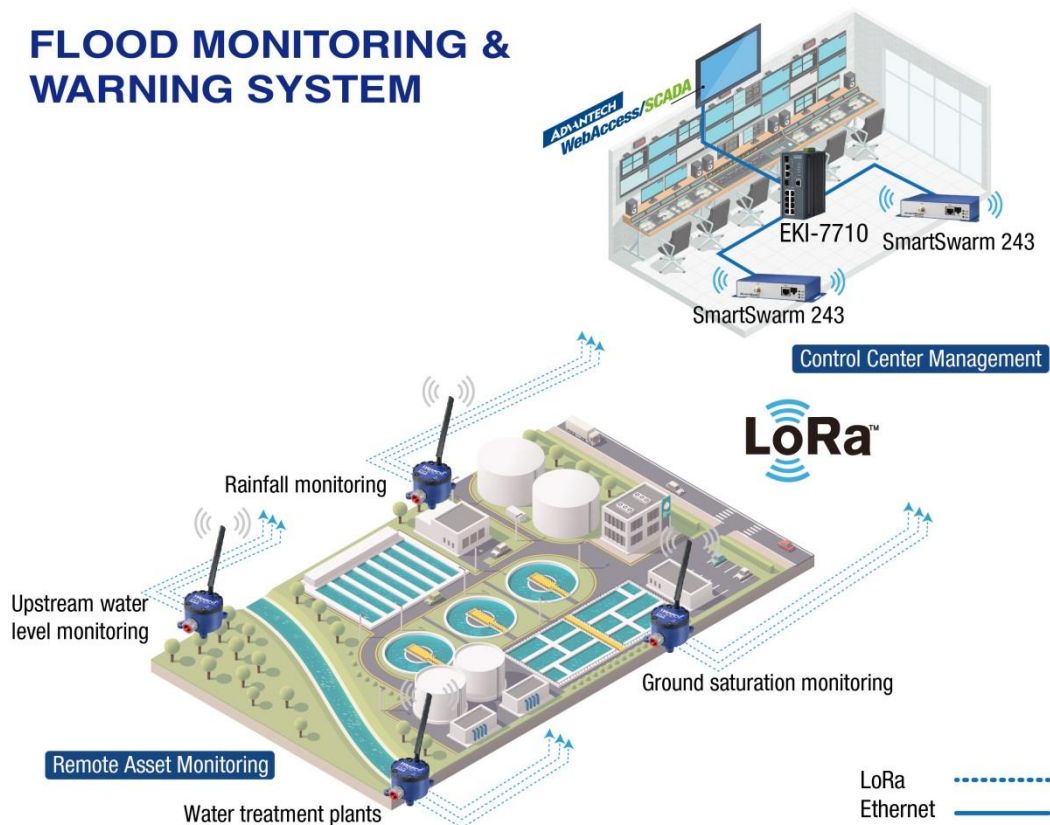 FLOOD MONITORING &
WARNING SYSTEM
ADVANTECH
WebAccess/SCADA
EKI-7710
SmartSwarm 243
SmartSwarm 243
Control Center Management
LoRa™
Rainfall monitoring
Upstream water
level monitoring
Ground saturation monitoring
Remote Asset Monitoring
Water treatment plants
LoRa
Ethernet